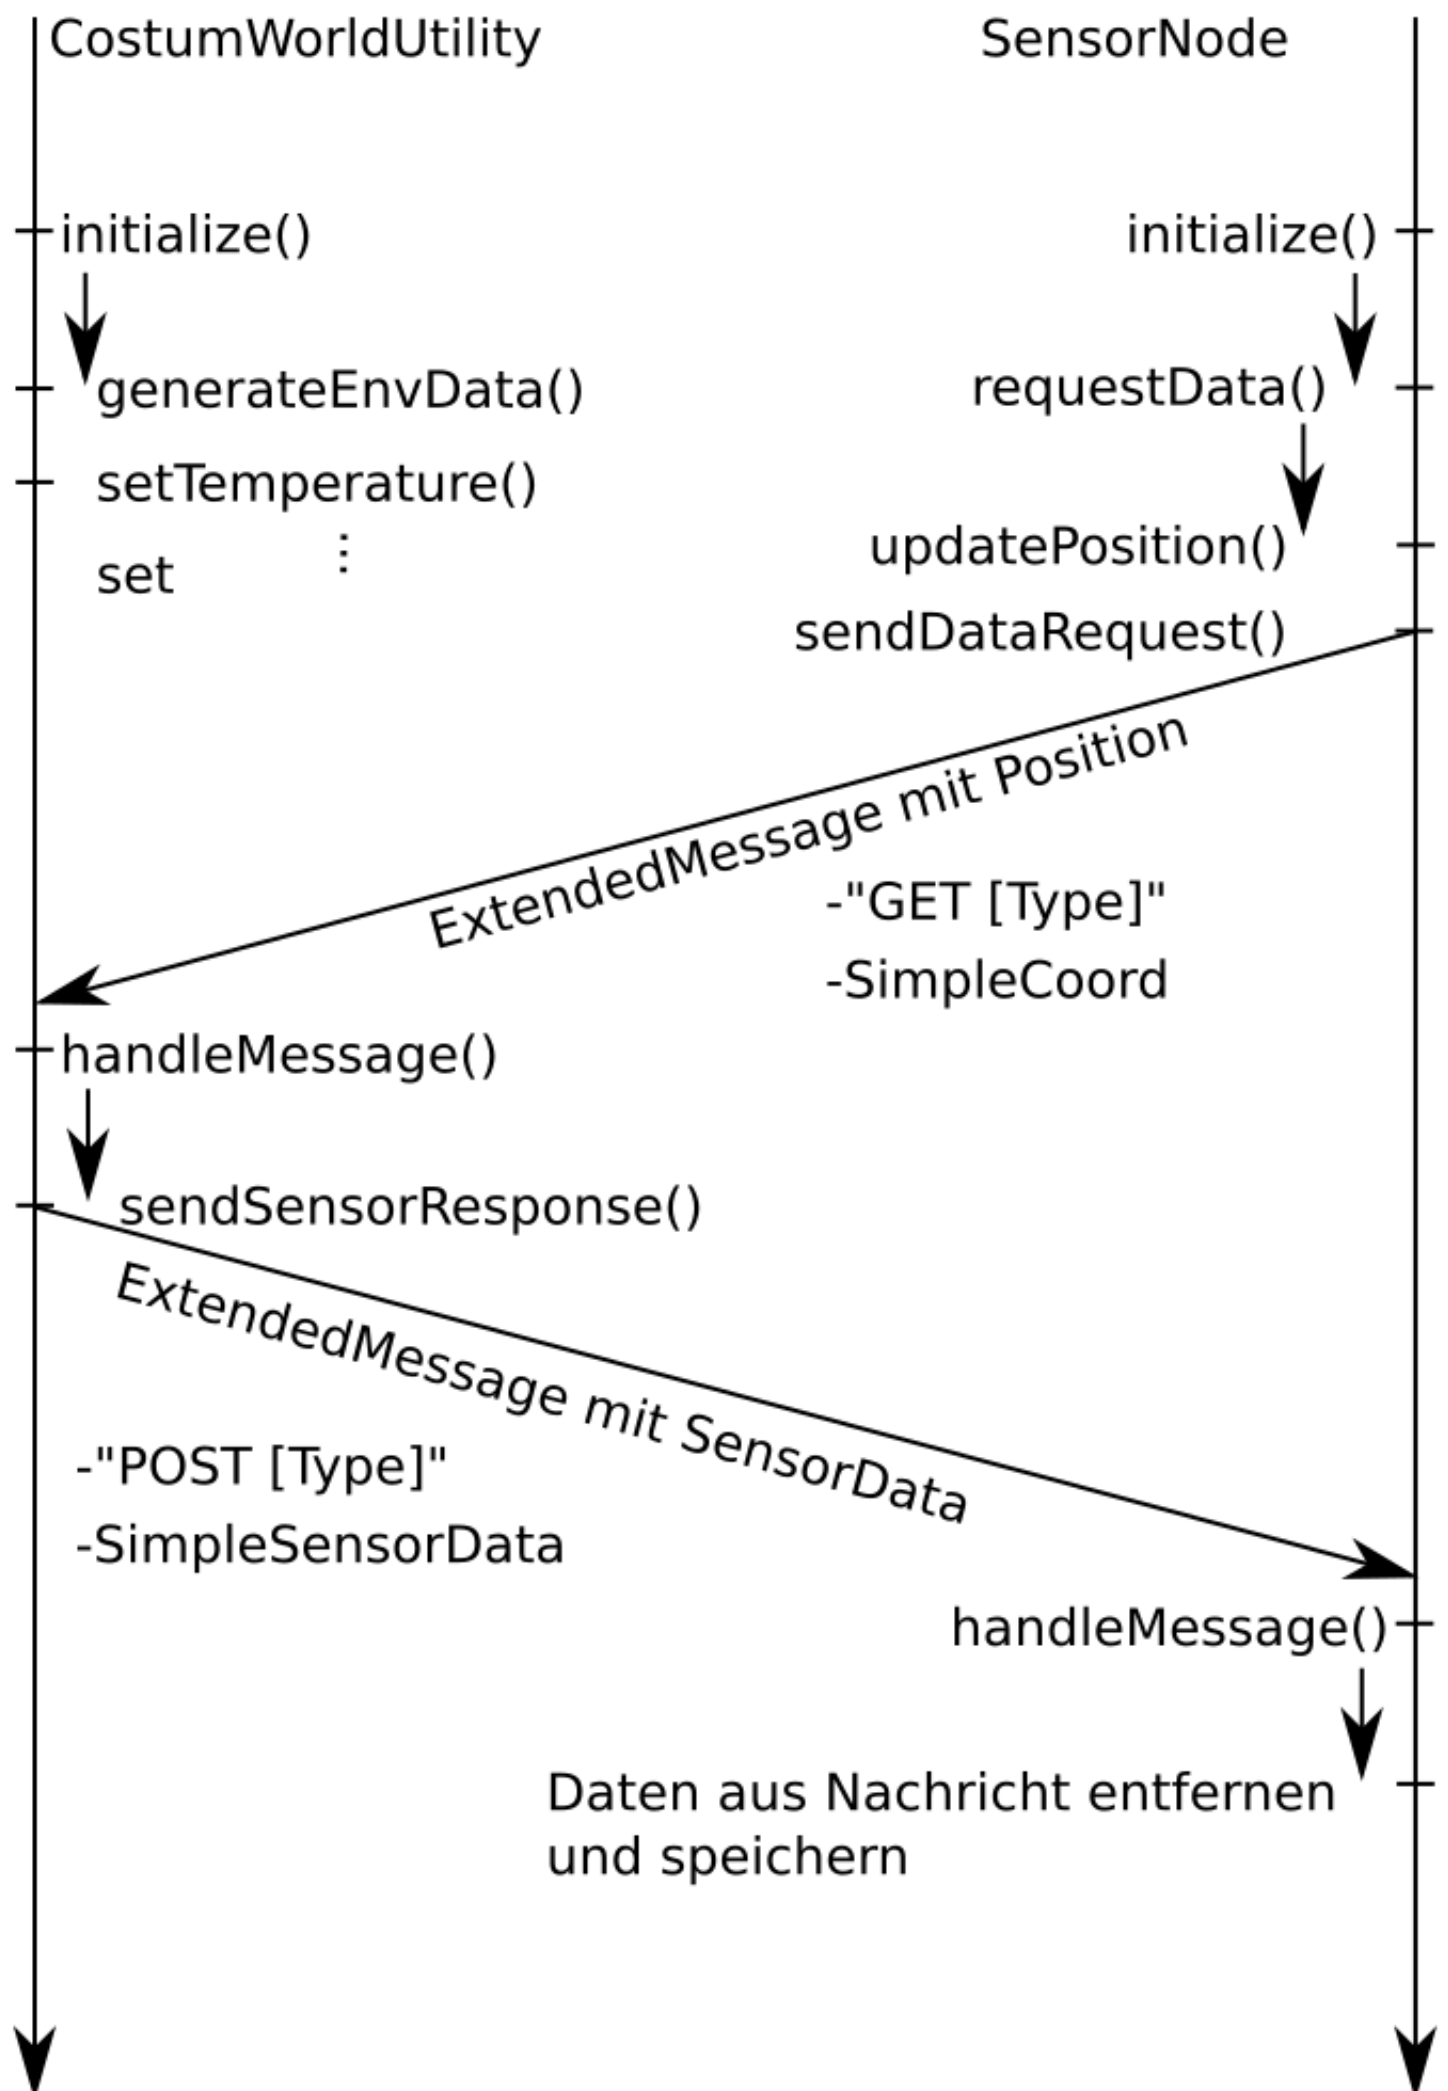 CostumWorldUtility
SensorNode
initialize()
initialize()
generateEnvData()
requestData()
setTemperature()
updatePosition()
set ...
sendDataRequest()
ExtendedMessage mit Position
-"GET [Type]"
-SimpleCoord
handleMessage()
sendSensorResponse()
ExtendedMessage mit SensorData
-"POST [Type]"
-SimpleSensorData
handleMessage()
Daten aus Nachricht entfernen
und speichern